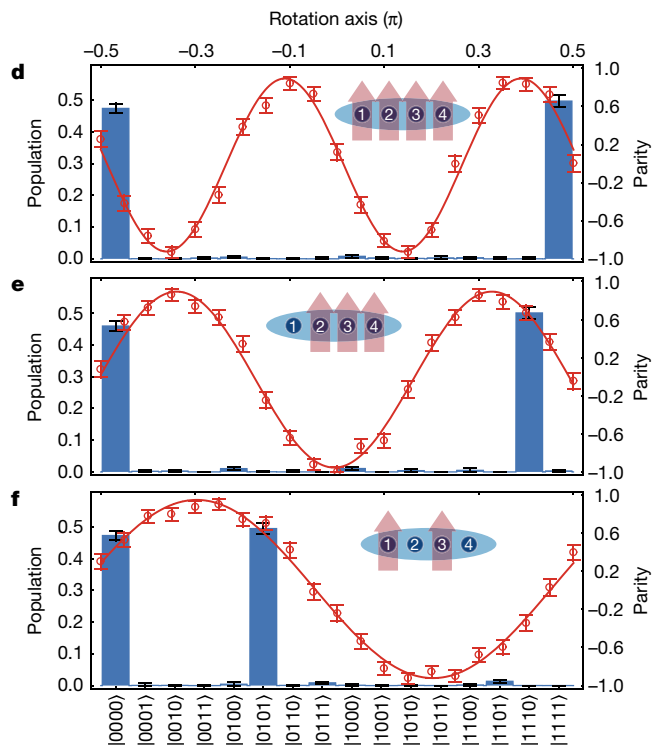 Rotation axis (π)
−0.5 −0.3 −0.1 0.1 0.3 0.5
d
Population
0.5
0.4
0.3
0.2
0.1
0.0
1 2 3 4
Parity
1.0
0.6
0.2
−0.2
−0.6
−1.0
e
Population
0.5
0.4
0.3
0.2
0.1
0.0
1 2 3 4
Parity
1.0
0.6
0.2
−0.2
−0.6
−1.0
f
Population
0.5
0.4
0.3
0.2
0.1
0.0
1 2 3 4
Parity
1.0
0.6
0.2
−0.2
−0.6
−1.0
|0000⟩ |0001⟩ |0010⟩ |0011⟩ |0100⟩ |0101⟩ |0110⟩ |0111⟩ |1000⟩ |1001⟩ |1010⟩ |1011⟩ |1100⟩ |1101⟩ |1110⟩ |1111⟩